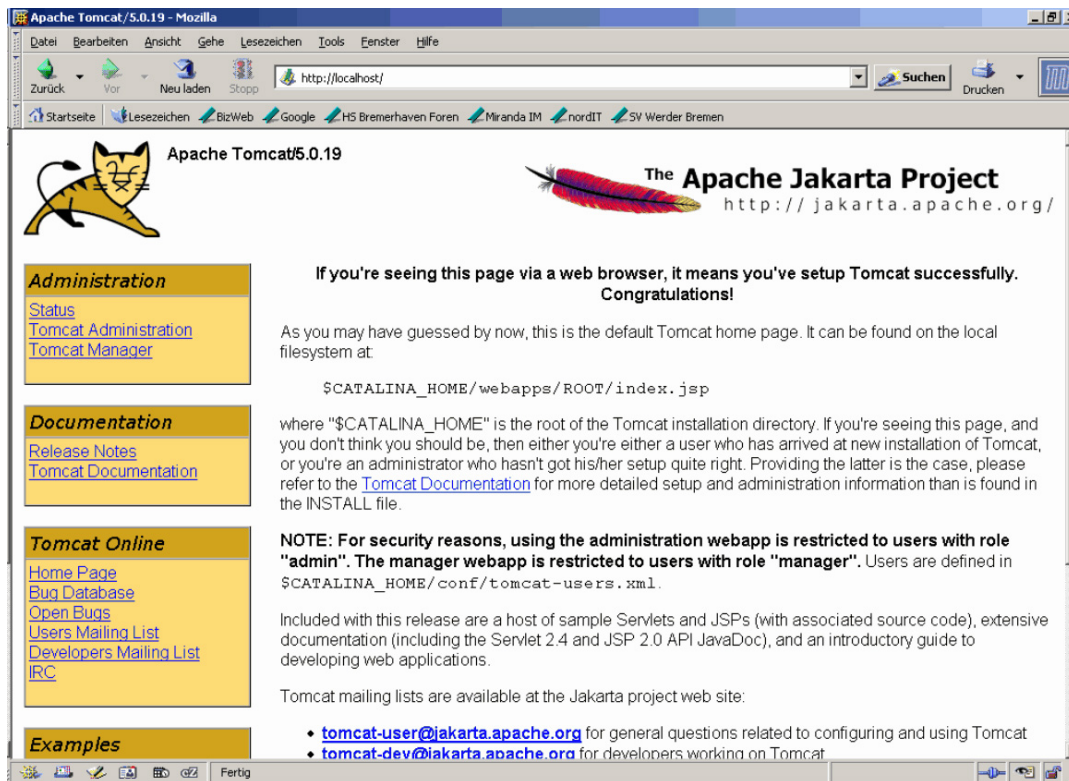 Apache Tomcat/5.0.19 - Mozilla
Datei Bearbeiten Ansicht Gehe Lesezeichen Tools Fenster Hilfe
Zurück Vor Neu laden Stopp http://localhost/ Suchen Drucken
Startseite Lesezeichen BizWeb Google HS Bremerhaven Foren Miranda IM nordIT SV Werder Bremen
Apache Tomcat/5.0.19
The Apache Jakarta Project
http://jakarta.apache.org/
Administration
Status
Tomcat Administration
Tomcat Manager
Documentation
Release Notes
Tomcat Documentation
Tomcat Online
Home Page
Bug Database
Open Bugs
Users Mailing List
Developers Mailing List
IRC
Examples
If you're seeing this page via a web browser, it means you've setup Tomcat successfully.
Congratulations!
As you may have guessed by now, this is the default Tomcat home page. It can be found on the local
filesystem at:
$CATALINA_HOME/webapps/ROOT/index.jsp
where "$CATALINA_HOME" is the root of the Tomcat installation directory. If you're seeing this page, and
you don't think you should be, then either you're either a user who has arrived at new installation of Tomcat,
or you're an administrator who hasn't got his/her setup quite right. Providing the latter is the case, please
refer to the Tomcat Documentation for more detailed setup and administration information than is found in
the INSTALL file.
NOTE: For security reasons, using the administration webapp is restricted to users with role
"admin". The manager webapp is restricted to users with role "manager". Users are defined in
$CATALINA_HOME/conf/tomcat-users.xml.
Included with this release are a host of sample Servlets and JSPs (with associated source code), extensive
documentation (including the Servlet 2.4 and JSP 2.0 API JavaDoc), and an introductory guide to
developing web applications.
Tomcat mailing lists are available at the Jakarta project web site:
• tomcat-user@jakarta.apache.org for general questions related to configuring and using Tomcat
• tomcat-dev@jakarta.apache.org for developers working on Tomcat
Fertig